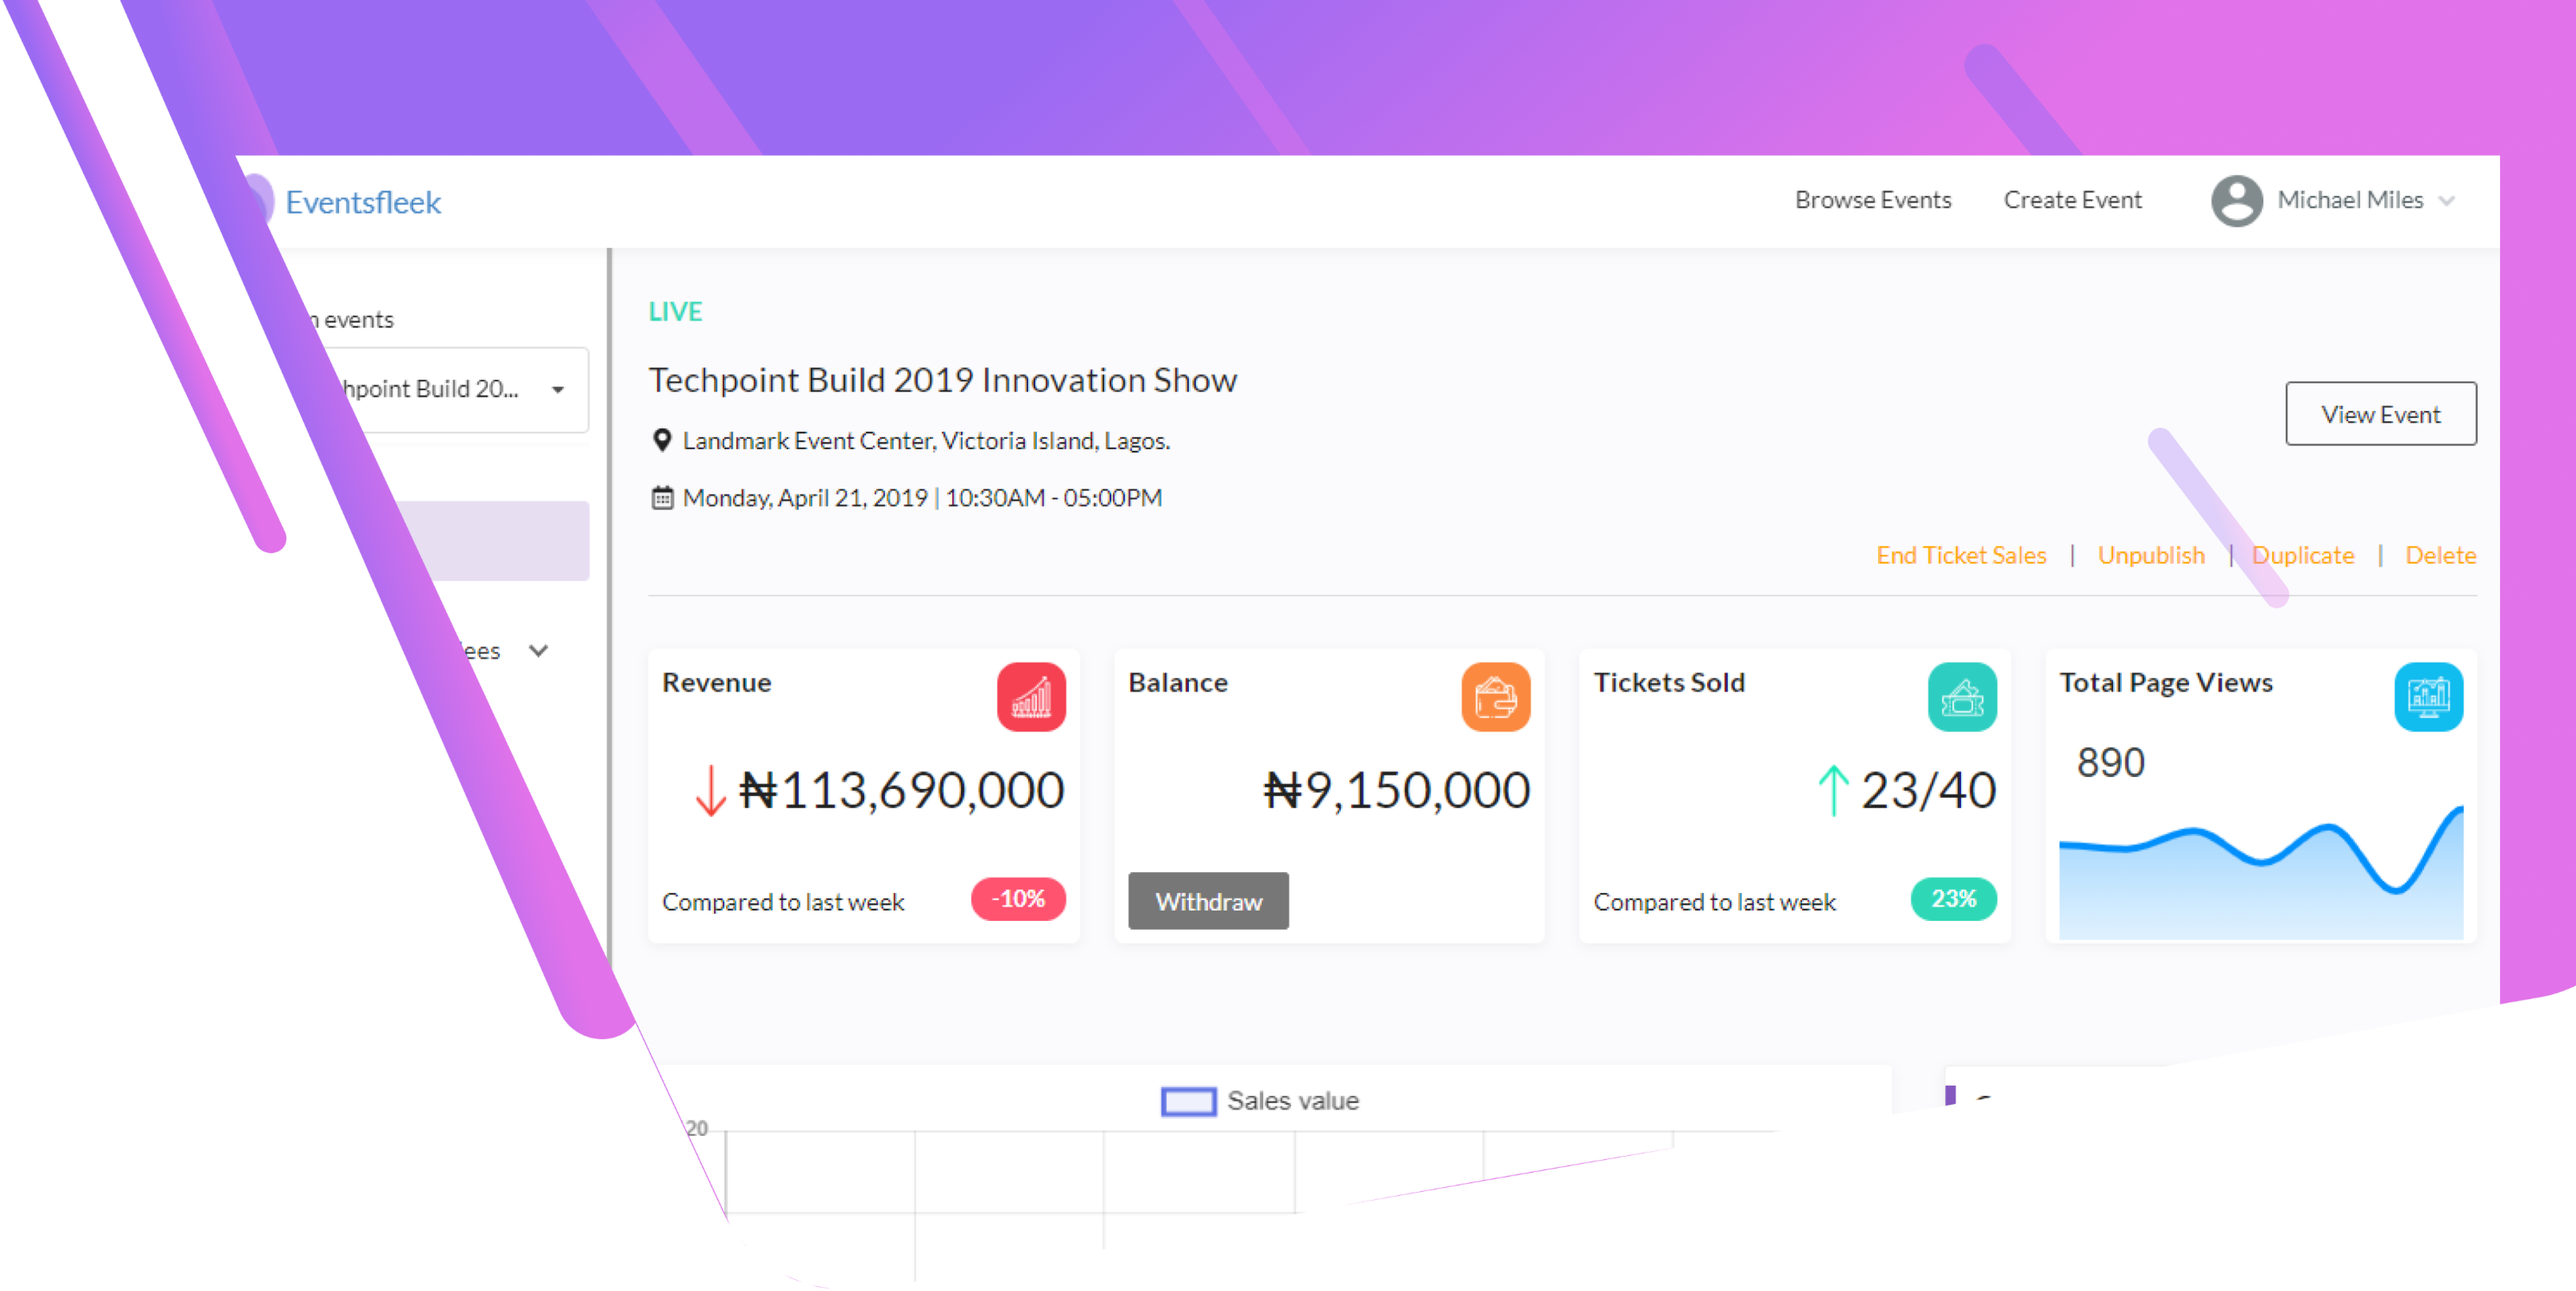 Eventsfleek
Browse Events
Create Event
Michael Miles
events
hpoint Build 20...
ees
LIVE
Techpoint Build 2019 Innovation Show
Landmark Event Center, Victoria Island, Lagos.
Monday, April 21, 2019 | 10:30AM - 05:00PM
View Event
End Ticket Sales | Unpublish | Duplicate | Delete
Revenue
₦113,690,000
Compared to last week
-10%
Balance
₦9,150,000
Withdraw
Tickets Sold
23/40
Compared to last week
23%
Total Page Views
890
Sales value
20